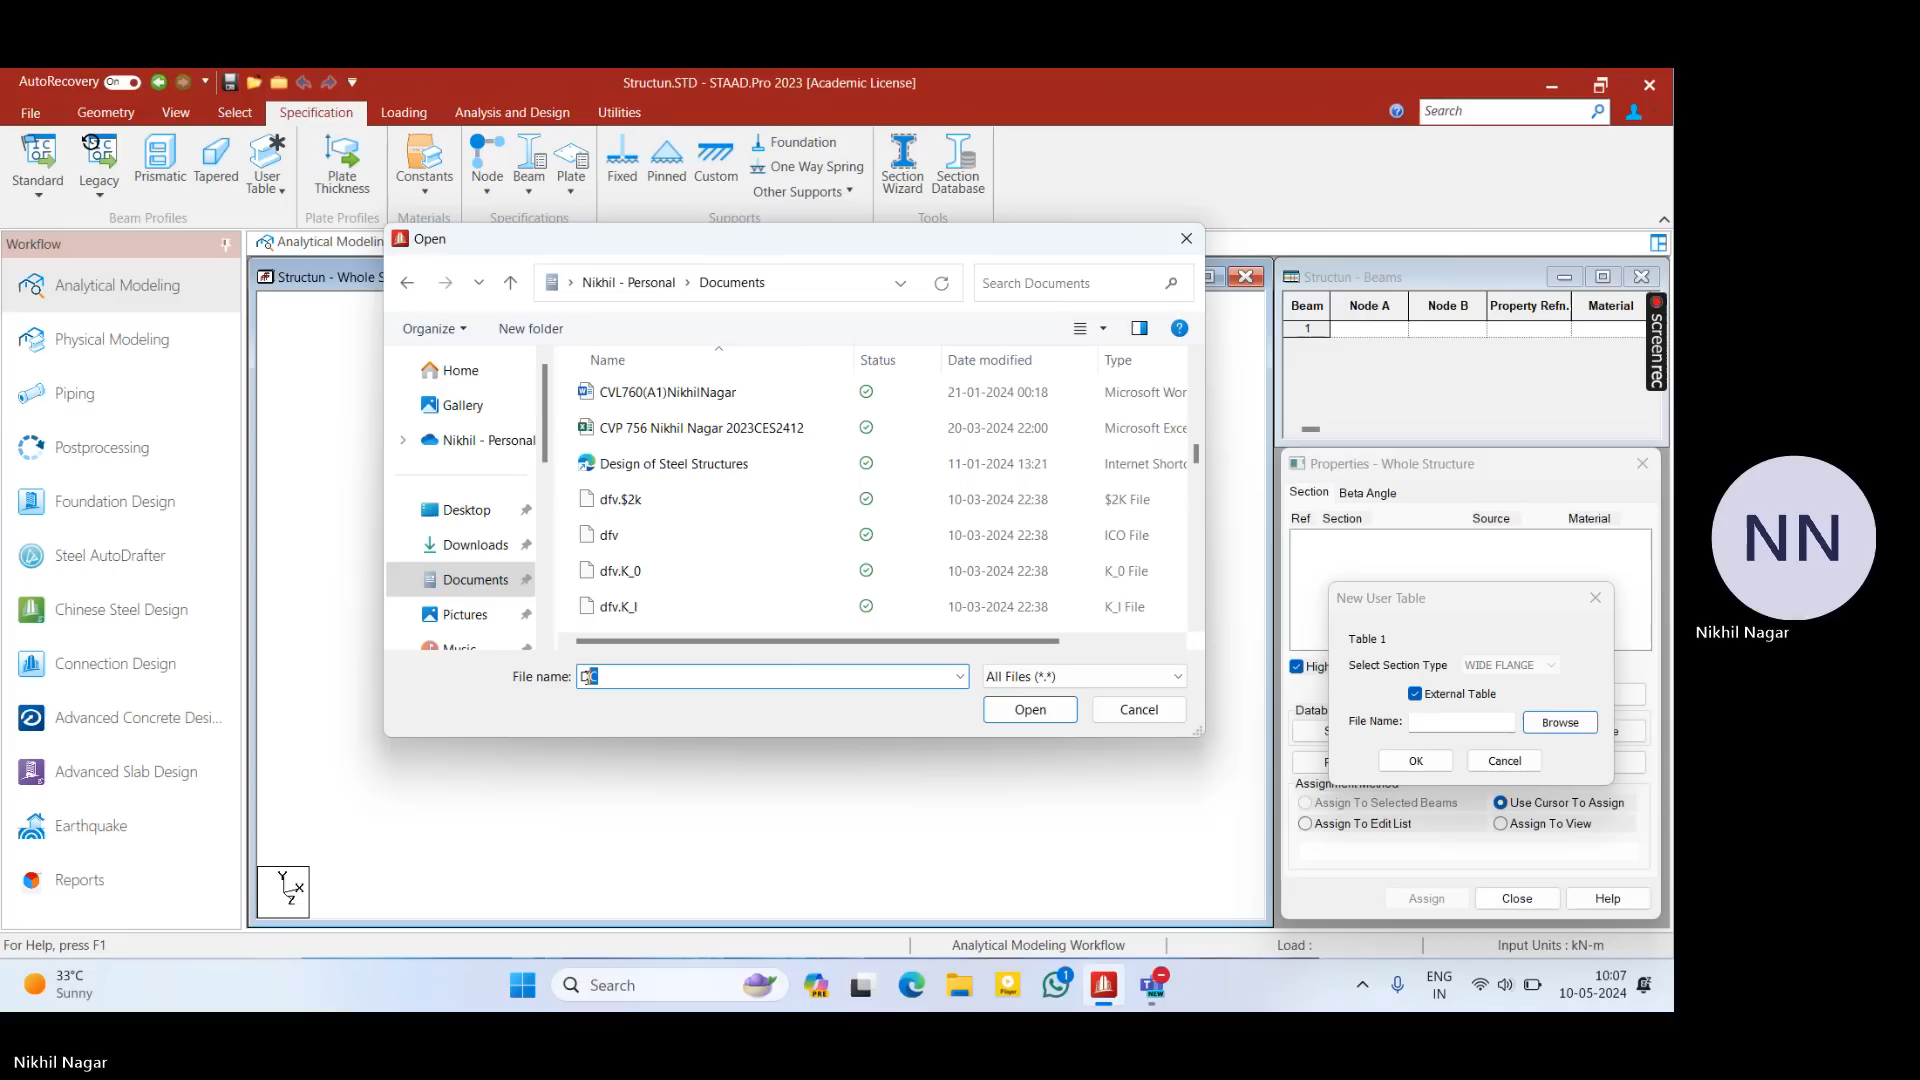 AutoRecovery On
Structun.STD - STAAD.Pro 2023 [Academic License]
File Geometry View Select Specification Loading Analysis and Design Utilities
Search
Standard Legacy Prismatic Tapered User Table
Plate Thickness
Constants
Node Beam Plate
Fixed Pinned Custom
Foundation
One Way Spring
Other Supports
Section Wizard
Section Database
Beam Profiles Plate Profiles Materials Specifications Supports Tools
Workflow
Analytical Modeling
Physical Modeling
Piping
Postprocessing
Foundation Design
Steel AutoDrafter
Chinese Steel Design
Connection Design
Advanced Concrete Desi...
Advanced Slab Design
Earthquake
Reports
Analytical Modelin
Structun - Whole S
Open
Nikhil - Personal > Documents
Search Documents
Organize New folder
Home
Gallery
Nikhil - Personal
Desktop
Downloads
Documents
Pictures
Music
Name Status Date modified Type
CVL760(A1)NikhilNagar 21-01-2024 00:18 Microsoft Wor
CVP 756 Nikhil Nagar 2023CES2412 20-03-2024 22:00 Microsoft Exce
Design of Steel Structures 11-01-2024 13:21 Internet Shortc
dfv.$2k 10-03-2024 22:38 $2K File
dfv 10-03-2024 22:38 ICO File
dfv.K_0 10-03-2024 22:38 K_0 File
dfv.K_I 10-03-2024 22:38 K_I File
File name:
All Files (*.*)
Open Cancel
Structun - Beams
Beam Node A Node B Property Refn. Material
1
screenrec
Properties - Whole Structure
Section Beta Angle
Ref Section Source Material
High
New User Table
Table 1
Select Section Type WIDE FLANGE
External Table
File Name: Browse
OK Cancel
Assignment Method
Assign To Selected Beams Use Cursor To Assign
Assign To Edit List Assign To View
Assign Close Help
Y
X
Z
For Help, press F1
Analytical Modeling Workflow
Load :
Input Units : kN-m
33°C
Sunny
Search
PRE
Player
1
NEW
ENG
IN
10:07
10-05-2024
NN
Nikhil Nagar
Nikhil Nagar